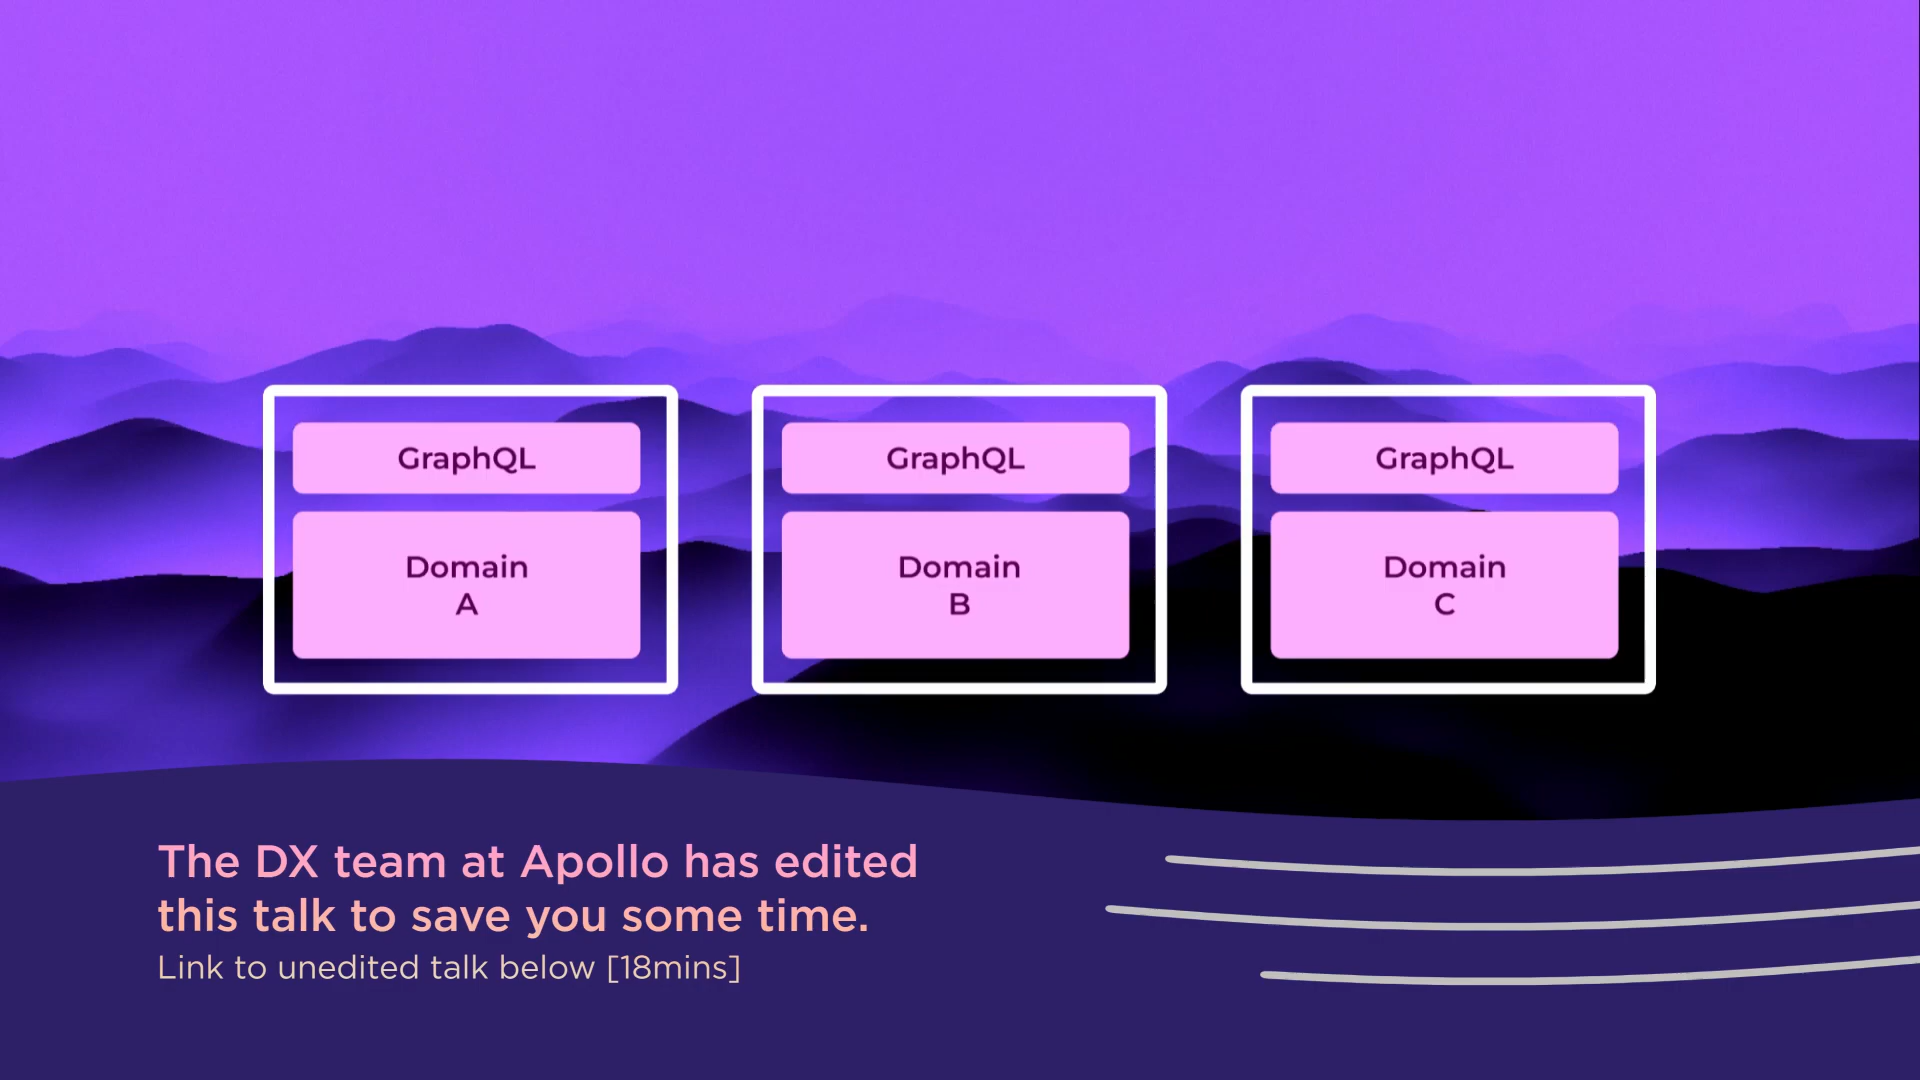 GraphQL
Domain
A
GraphQL
Domain
B
GraphQL
Domain
C
The DX team at Apollo has edited
this talk to save you some time.
Link to unedited talk below [18mins]